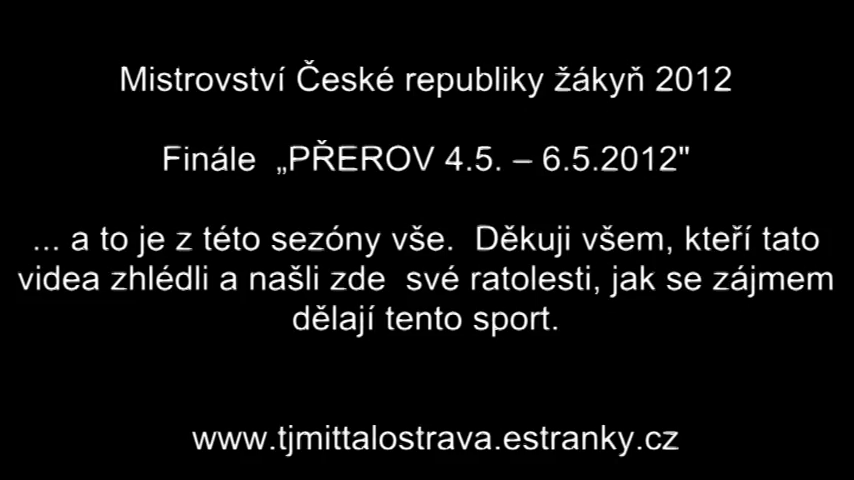 Mistrovství České republiky žákyň 2012
Finále „PŘEROV 4.5. – 6.5.2012"
... a to je z této sezóny vše. Děkuji všem, kteří tato
videa zhlédli a našli zde své ratolesti, jak se zájmem
dělají tento sport.
www.tjmittalostrava.estranky.cz